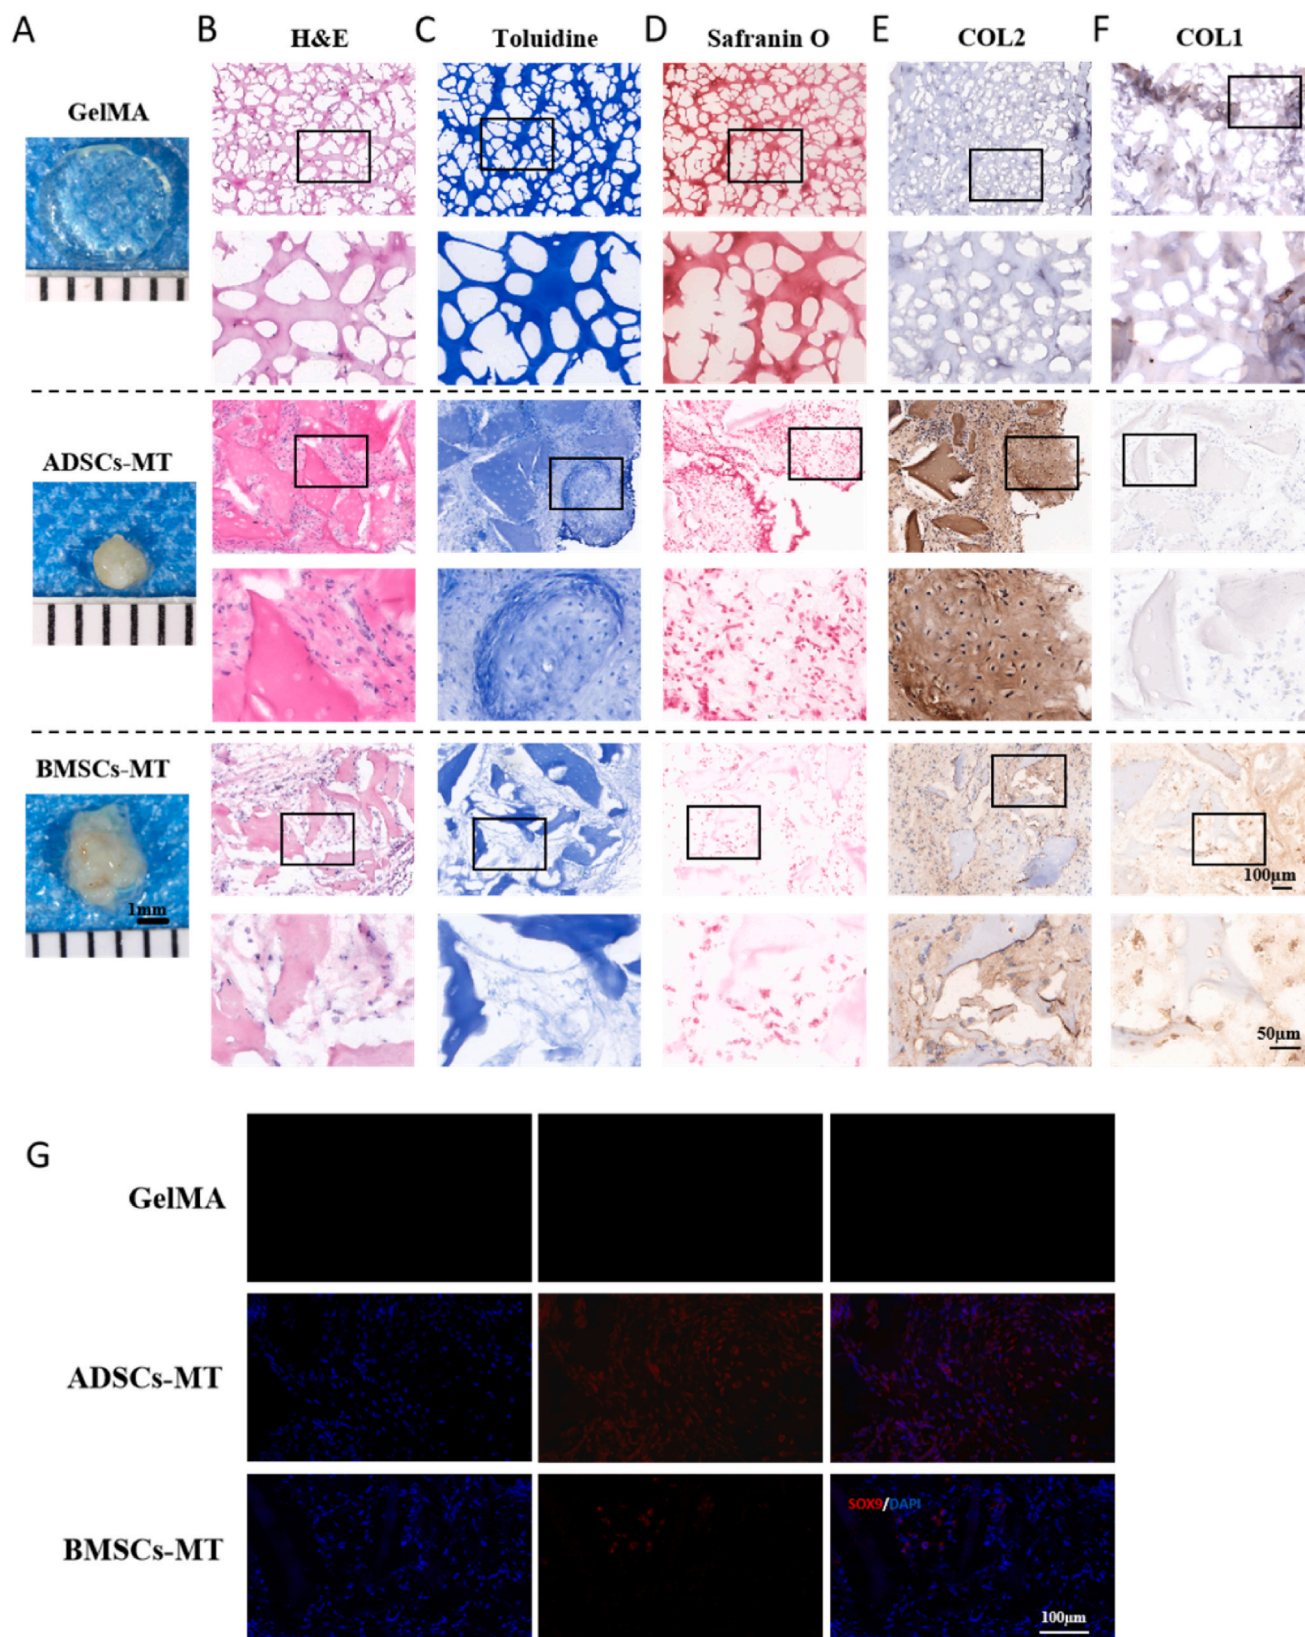 A
B
H&E
C
Toluidine
D
Safranin O
E
COL2
F
COL1
GelMA
ADSCs-MT
BMSCs-MT
1mm
100μm
50μm
G
GelMA
ADSCs-MT
BMSCs-MT
SOX9/DAPI
100μm